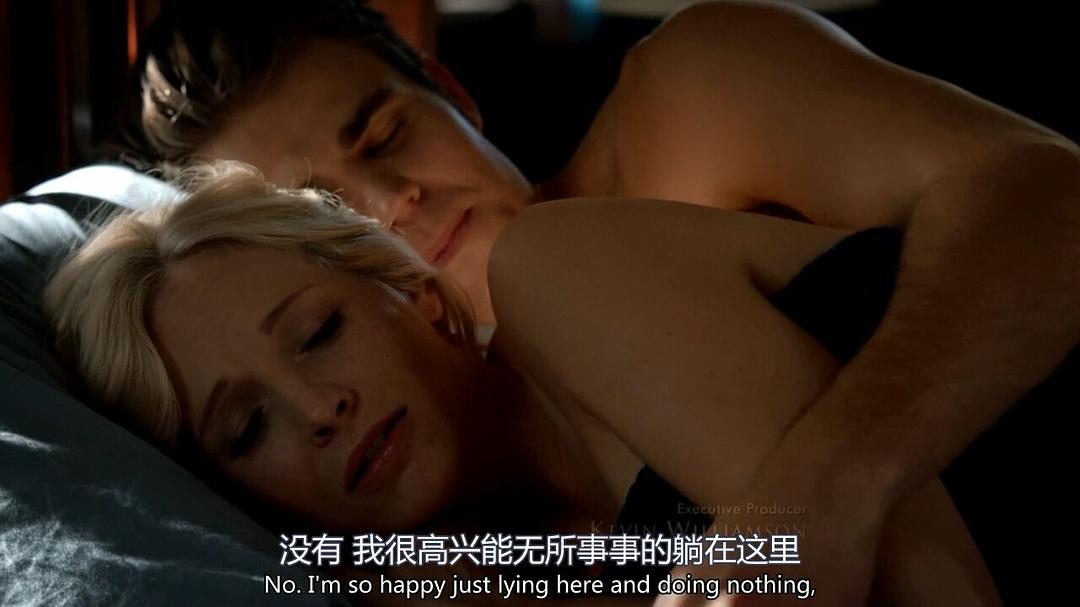 Executive Producer
KEVIN WILLIAMSON
没有 我很高兴能无所事事的躺在这里
No. I'm so happy just lying here and doing nothing,